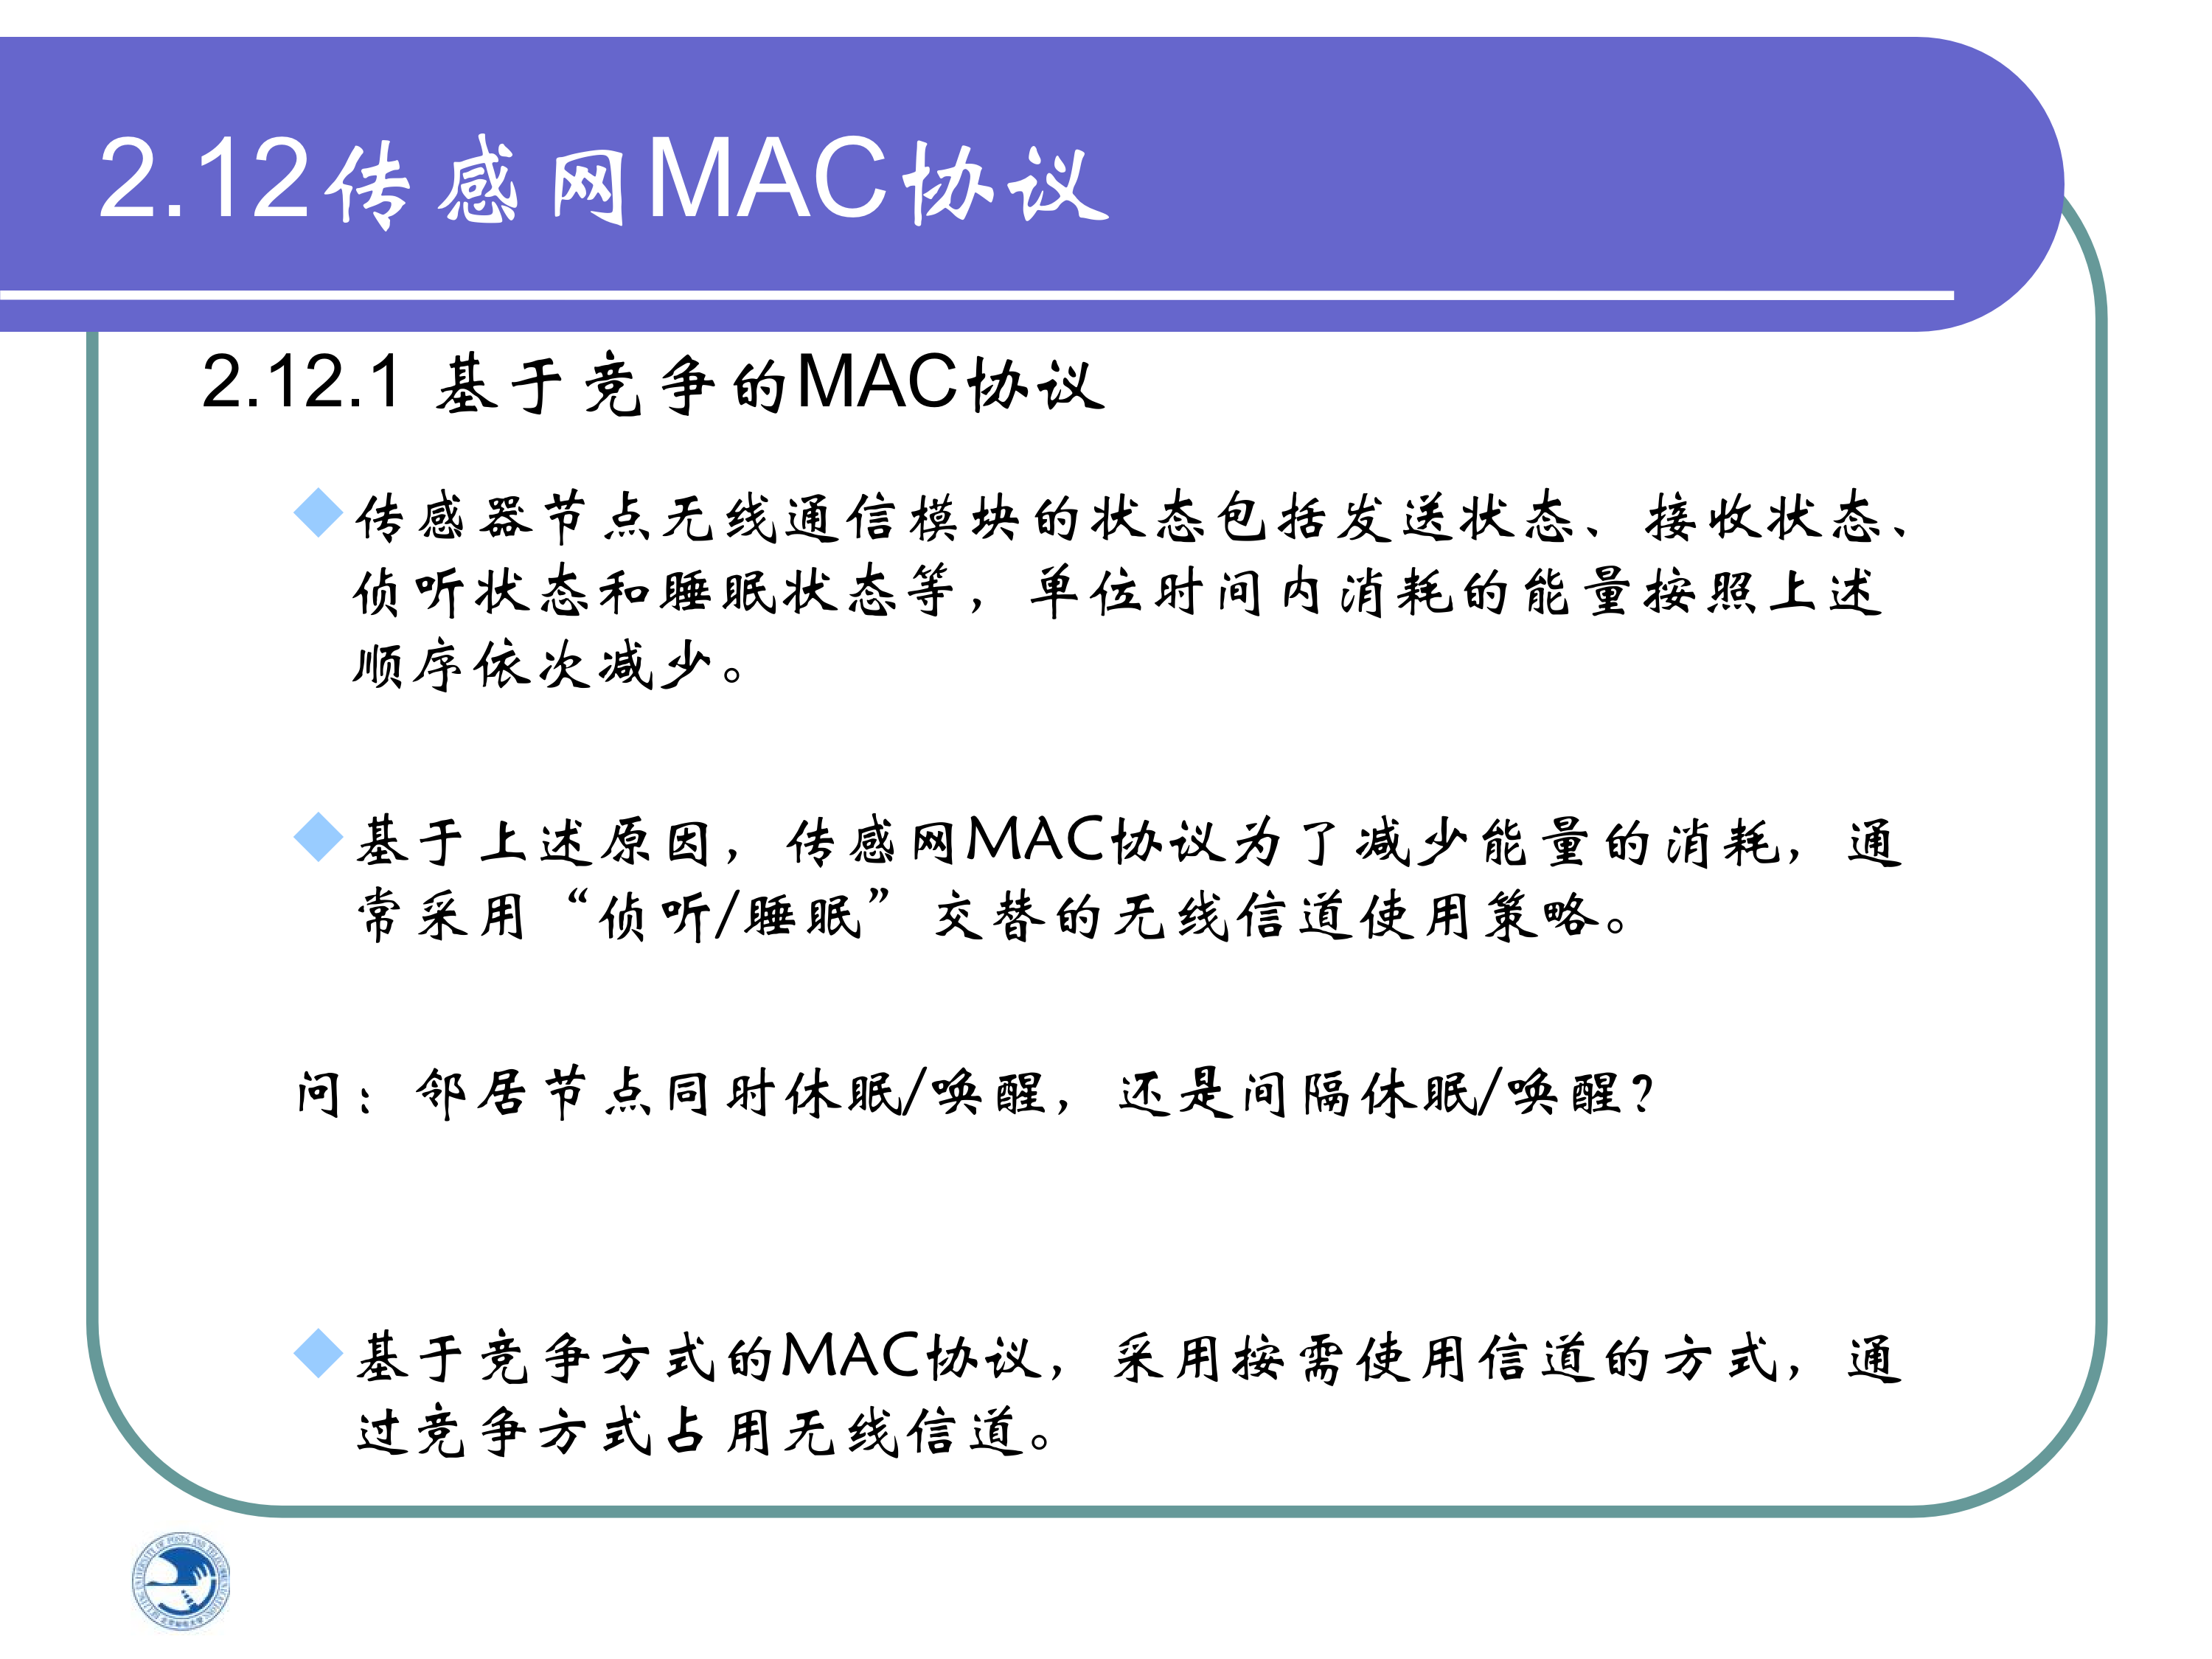 2.12传感网MAC协议
2.12.1 基于竞争的MAC协议
传感器节点无线通信模块的状态包括发送状态、接收状态、
侦听状态和睡眠状态等，单位时间内消耗的能量按照上述
顺序依次减少。
基于上述原因，传感网MAC协议为了减少能量的消耗，通
常采用“侦听/睡眠”交替的无线信道使用策略。
问：邻居节点同时休眠/唤醒，还是间隔休眠/唤醒？
基于竞争方式的MAC协议，采用按需使用信道的方式，通
过竞争方式占用无线信道。